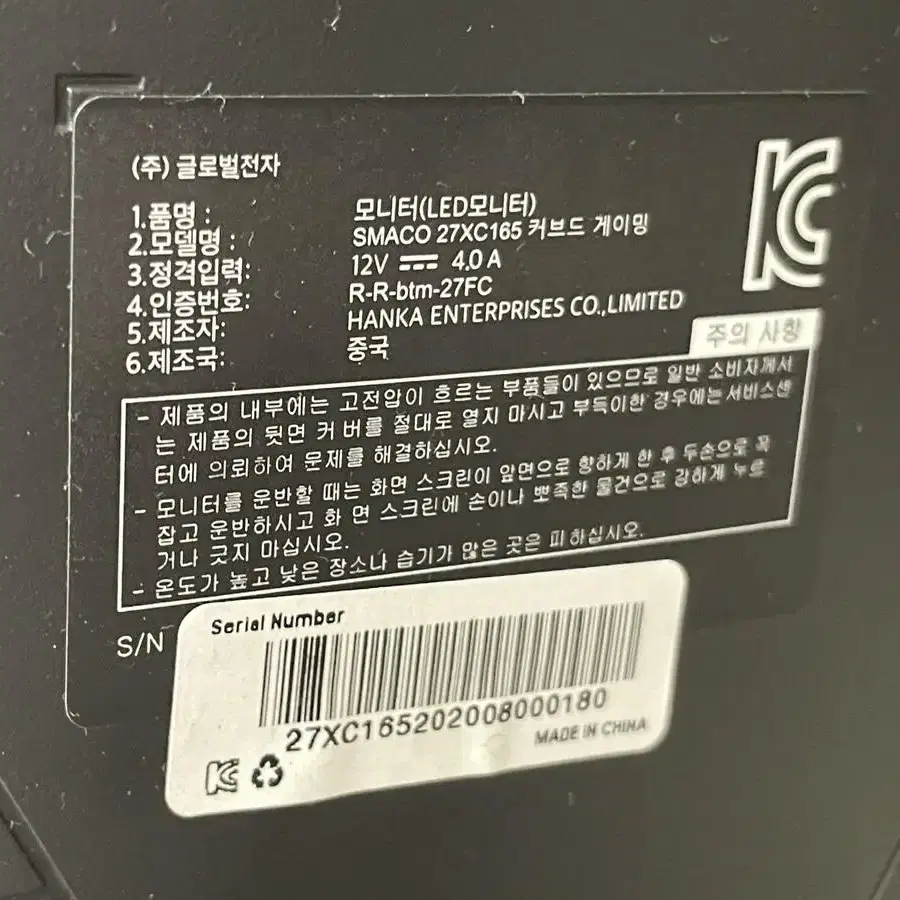 (주) 글로벌전자
1.품명 : 모니터(LED모니터)
2.모델명 : SMACO 27XC165 커브드 게이밍
3.정격입력: 12V ⎓ 4.0 A
4.인증번호: R-R-btm-27FC
5.제조자: HANKA ENTERPRISES CO.,LIMITED
6.제조국: 중국
주의 사항
- 제품의 내부에는 고전압이 흐르는 부품들이 있으므로 일반 소비자께서
는 제품의 뒷면 커버를 절대로 열지 마시고 부득이한 경우에는 서비스센
터에 의뢰하여 문제를 해결하십시오.
- 모니터를 운반할 때는 화면 스크린이 앞면으로 향하게 한 후 두손으로 꼭
잡고 운반하시고 화 면 스크린에 손이나 뾰족한 물건으로 강하게 누르
거나 긋지 마십시오.
- 온도가 높고 낮은 장소나 습기가 많은 곳은 피하십시오.
S/N
Serial Number
27XC165202008000180
MADE IN CHINA